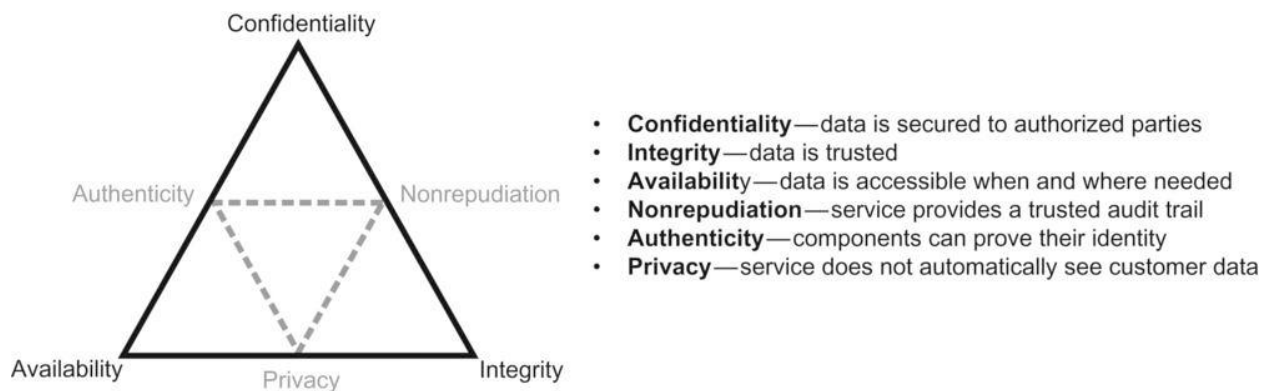 Confidentiality
Authenticity
Nonrepudiation
Availability
Privacy
Integrity
• Confidentiality—data is secured to authorized parties
• Integrity—data is trusted
• Availability—data is accessible when and where needed
• Nonrepudiation—service provides a trusted audit trail
• Authenticity—components can prove their identity
• Privacy—service does not automatically see customer data